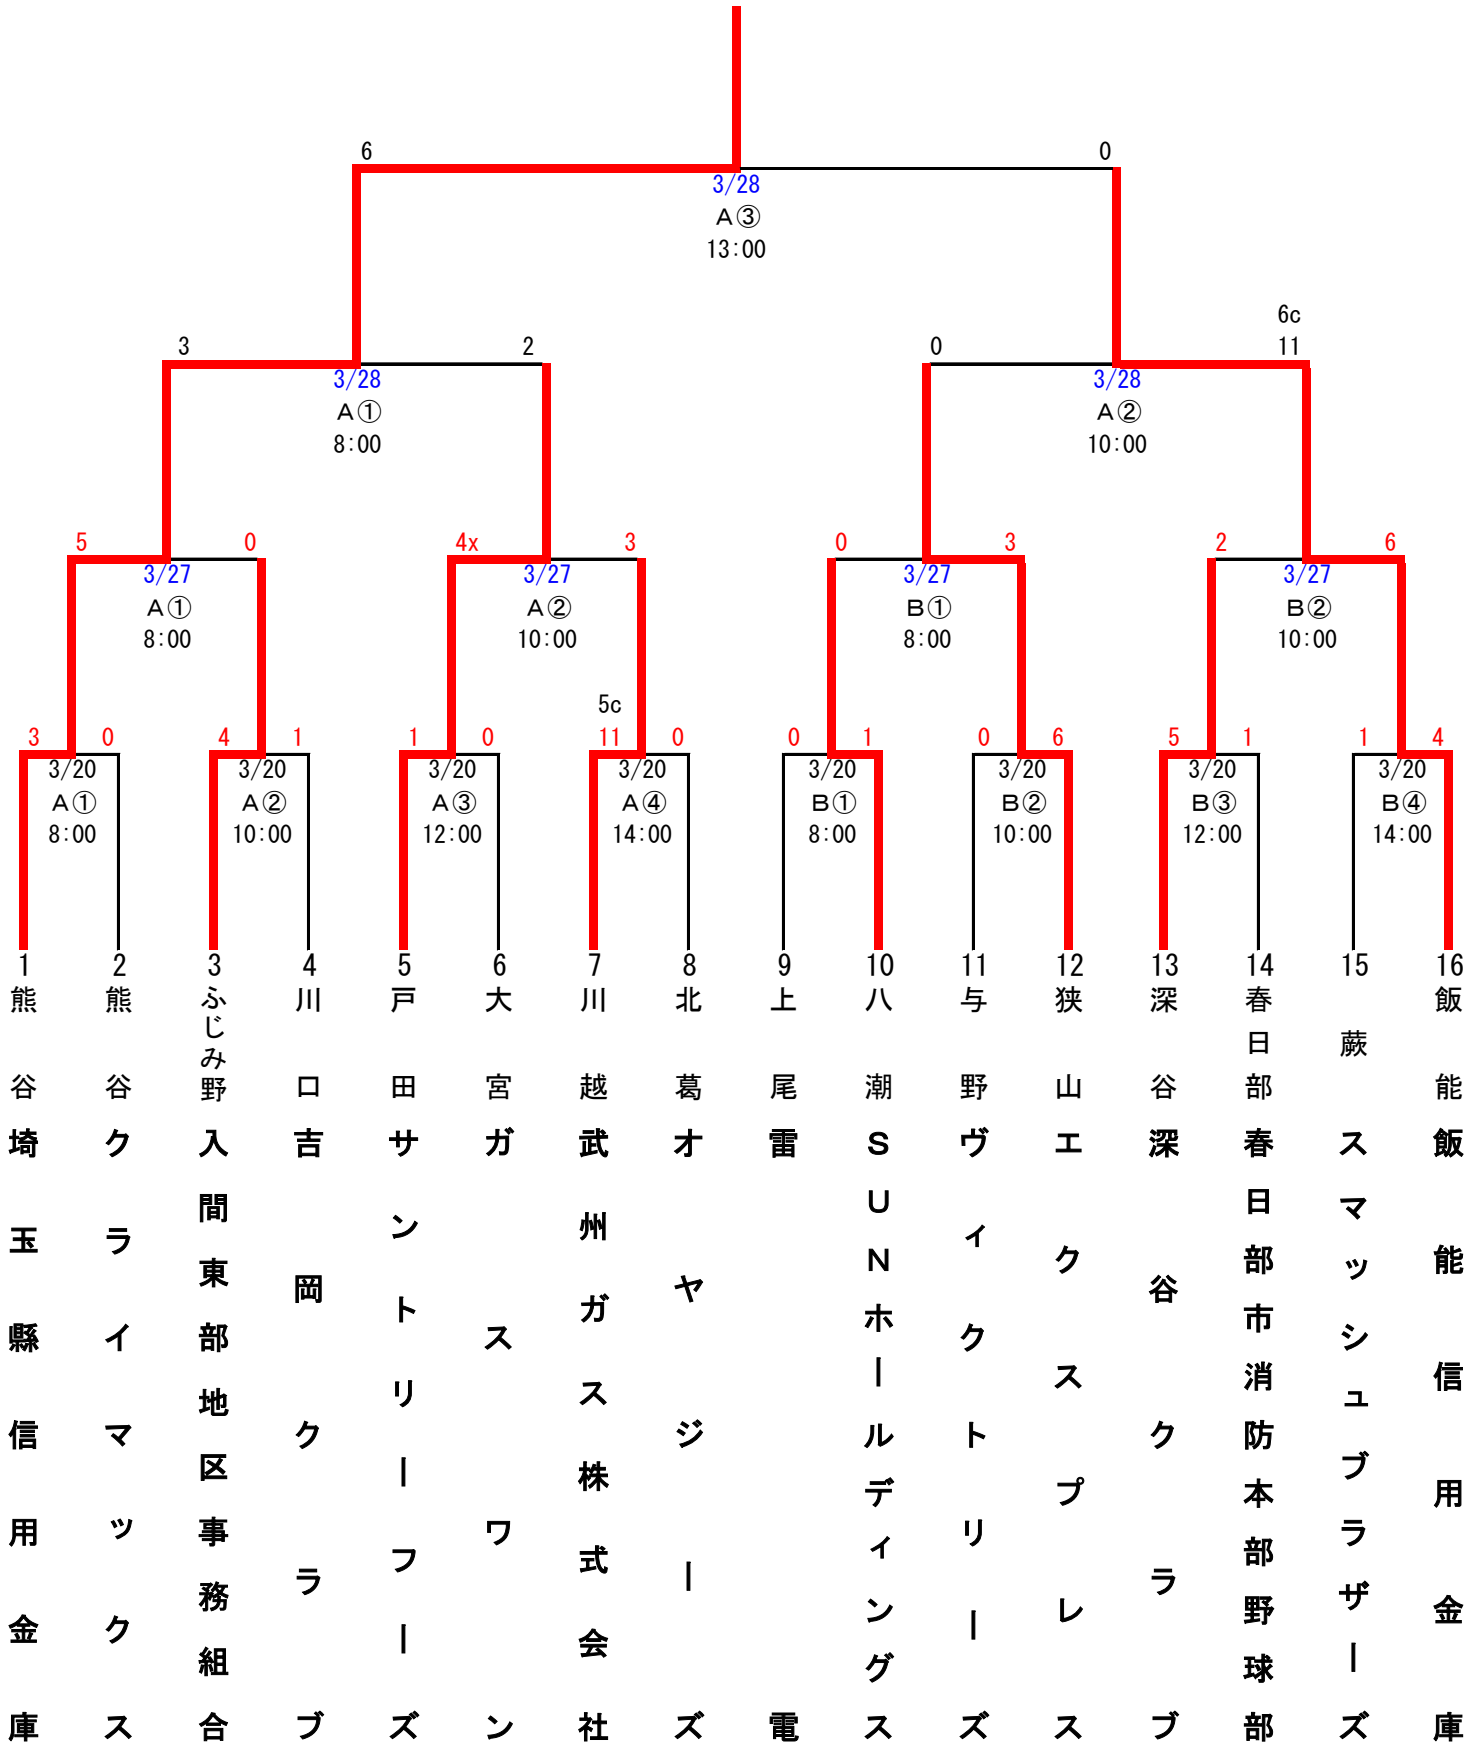 6 0
3/28
A③
13:00
6c
3 2 0 11
3/28 3/28
A① A②
8:00 10:00
5 0 4x 3 0 3 2 6
3/27 3/27 3/27 3/27
A① A② B① B②
8:00 10:00 8:00 10:00
5c
3 0 4 1 1 0 11 0 0 1 0 6 5 1 1 4
3/20 3/20 3/20 3/20 3/20 3/20 3/20 3/20
A① A② A③ A④ B① B② B③ B④
8:00 10:00 12:00 14:00 8:00 10:00 12:00 14:00
1 2 3 4 5 6 7 8 9 10 11 12 13 14 15 16
熊谷
埼玉縣信用金庫
熊谷
クライマックス
ふじみ野
入間東部地区事務組合
川口
吉岡クラブ
戸田
サントリーフーズ
大宮
ガスワン
川越
武州ガス株式会社
北葛
オヤジーズ
上尾
雷電
八潮
SUNホールディングス
与野
ヴィクトリーズ
狭山
エクスプレス
深谷
深谷クラブ
春日部
春日部市消防本部野球部
蕨
スマッシュブラザーズ
飯能
飯能信用金庫